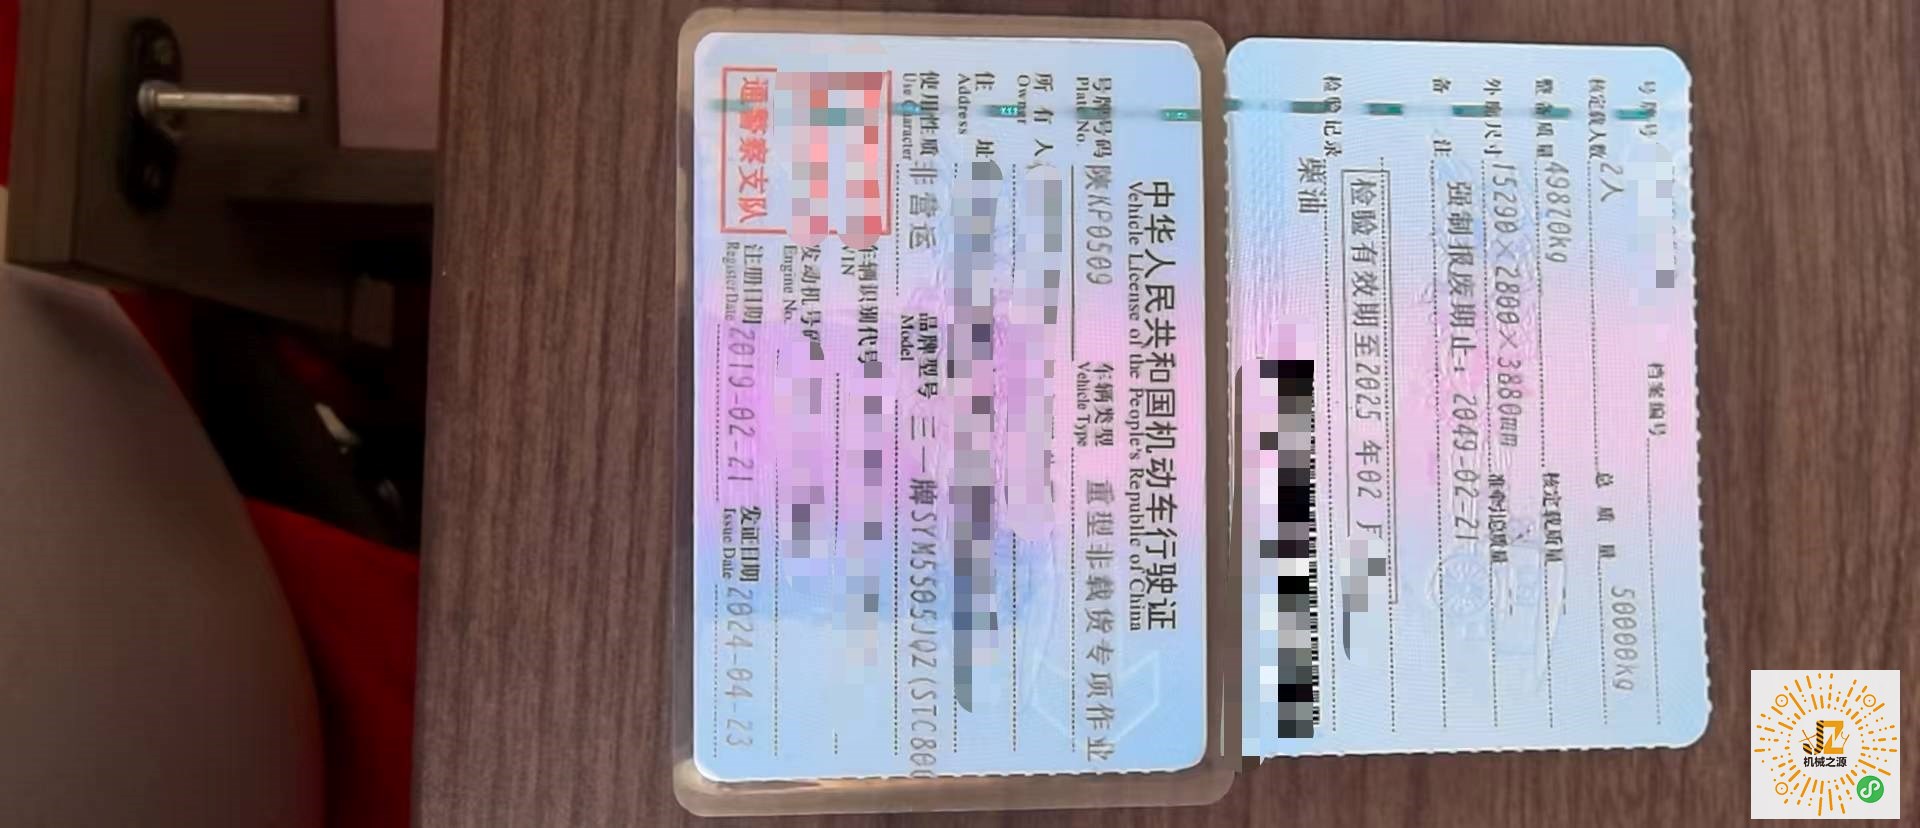 中华人民共和国机动车行驶证
Vehicle License of the People's Republic of China
号牌号码 陕KP0509 车辆类型 重型非载货专项作业
Plate No. Vehicle Type
所有人
Owner
住址
Address
使用性质 非营运 品牌型号 三一牌SYM5505JQZ(STC800
Use Character Model
车辆识别代号
VIN
发动机号码
Engine No.
注册日期 2019-02-21 发证日期 2024-04-23
Register Date Issue Date
通警察支队
号牌号 档案编号
核定载人数 2人 总质量 50000kg
整备质量 49870kg 核定载质量
外廓尺寸 15290×2800×3880mm 准牵引总质量
备注 强制报废期止:2049-02-21
检验有效期至2025年02
检验记录
柴油
机械之源